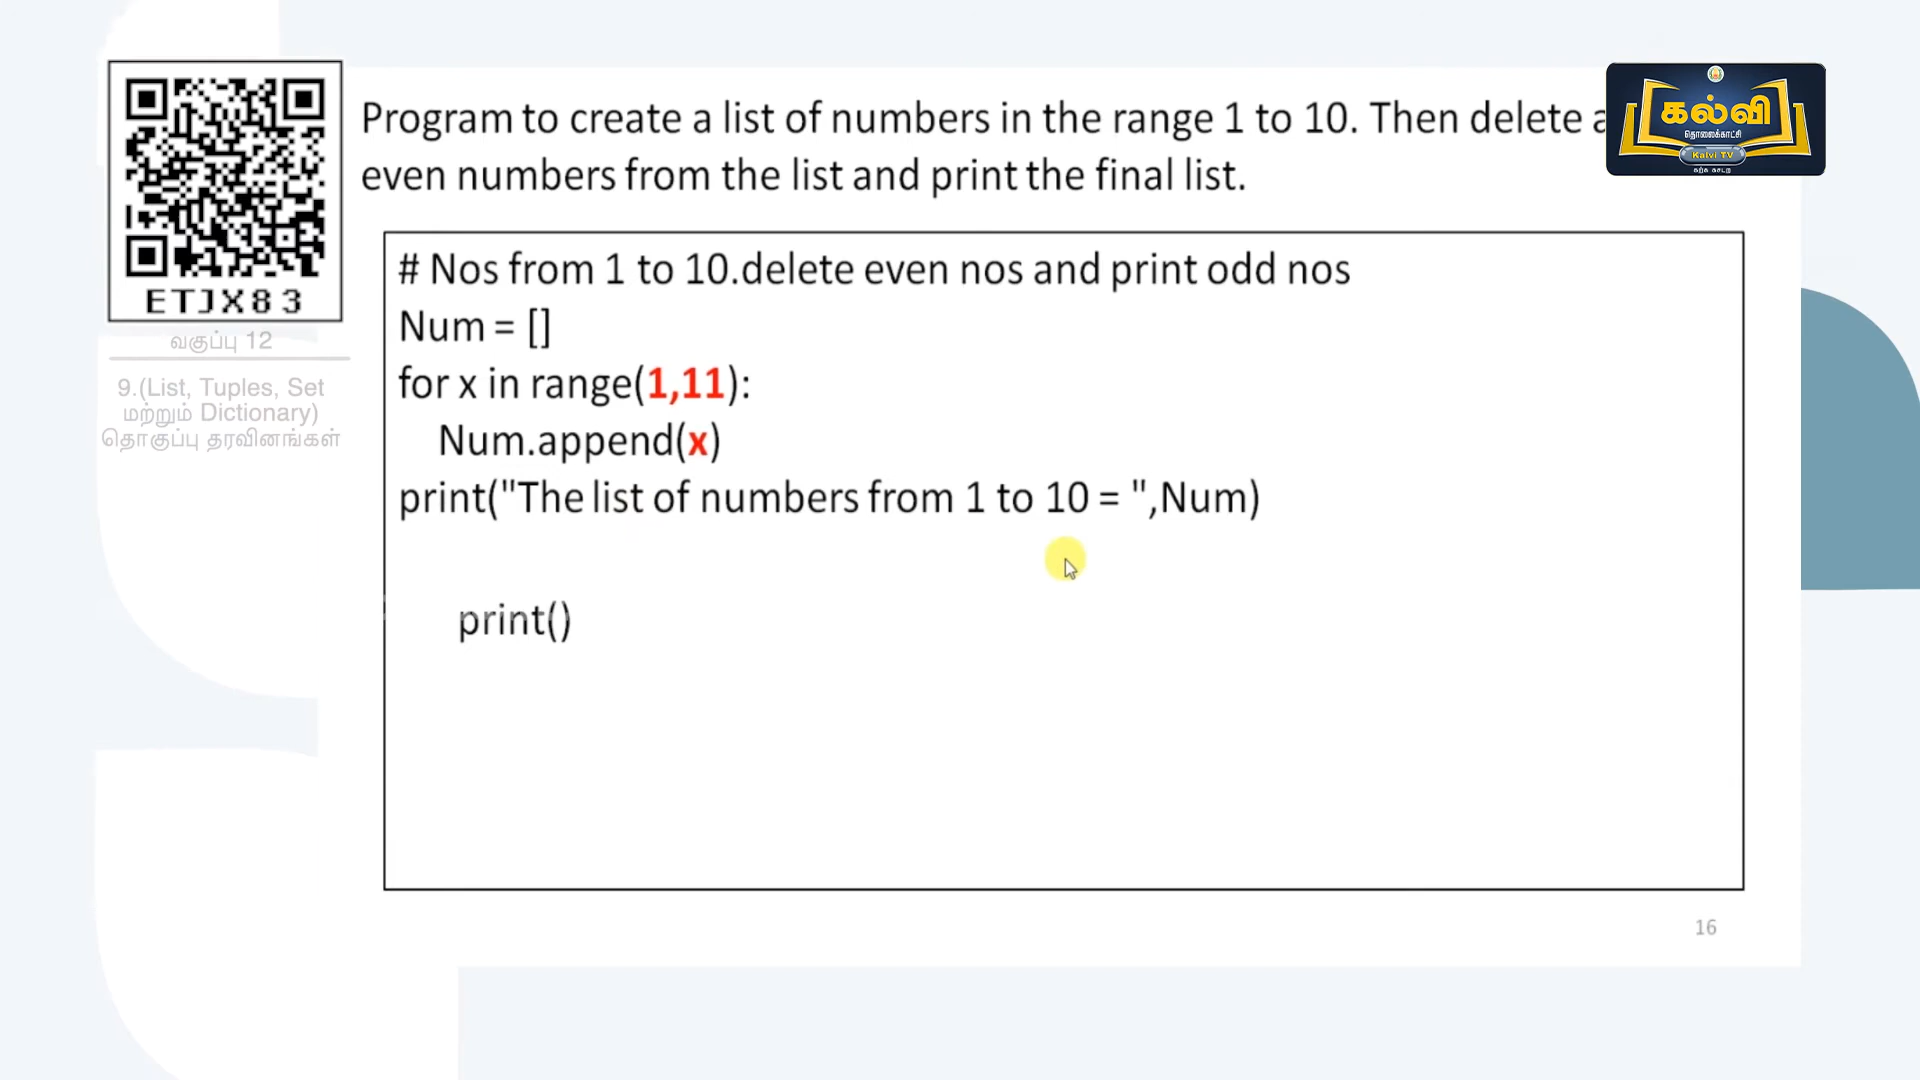 ETJX83
வகுப்பு 12
9.(List, Tuples, Set
மற்றும் Dictionary)
தொகுப்பு தரவினங்கள்
Program to create a list of numbers in the range 1 to 10. Then delete
even numbers from the list and print the final list.
கல்வி
தொலைக்காட்சி
Kalvi TV
கற்க கசடற
# Nos from 1 to 10.delete even nos and print odd nos
Num = []
for x in range(1,11):
Num.append(x)
print("The list of numbers from 1 to 10 = ",Num)
print()
16